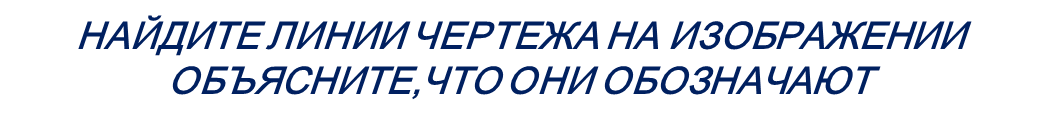 НАЙДИТЕ ЛИНИИ ЧЕРТЕЖА НА ИЗОБРАЖЕНИИ
ОБЪЯСНИТЕ,ЧТО ОНИ ОБОЗНАЧАЮТ